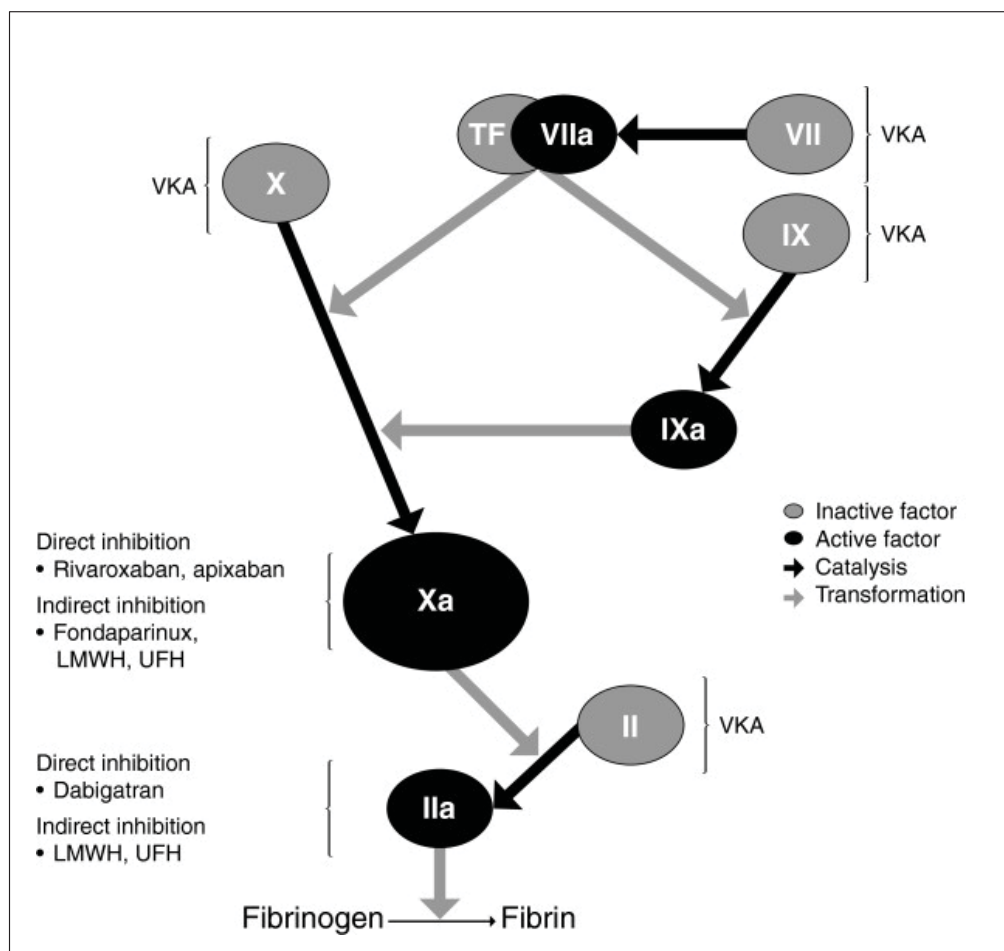 TF
VIIa
VII
VKA
X
VKA
IX
VKA
IXa
Inactive factor
Active factor
Catalysis
Transformation
Direct inhibition
• Rivaroxaban, apixaban
Indirect inhibition
• Fondaparinux,
LMWH, UFH
Xa
II
VKA
Direct inhibition
• Dabigatran
Indirect inhibition
• LMWH, UFH
IIa
Fibrinogen
Fibrin